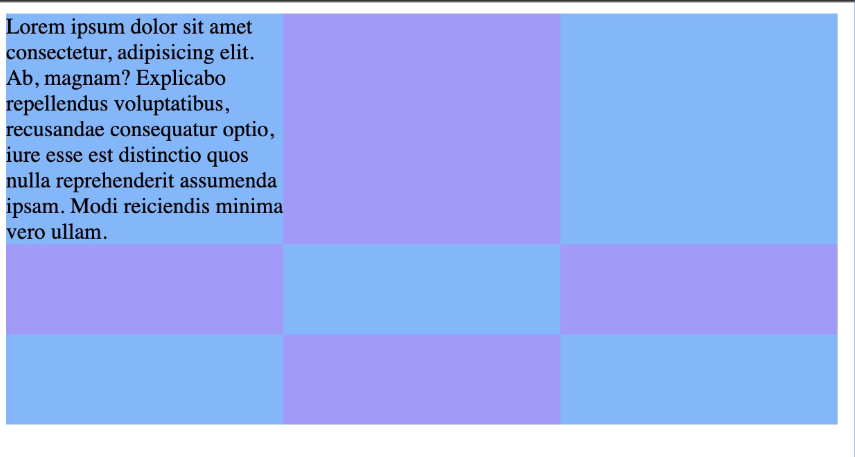 Lorem ipsum dolor sit amet
consectetur, adipisicing elit.
Ab, magnam? Explicabo
repellendus voluptatibus,
recusandae consequatur optio,
iure esse est distinctio quos
nulla reprehenderit assumenda
ipsam. Modi reiciendis minima
vero ullam.